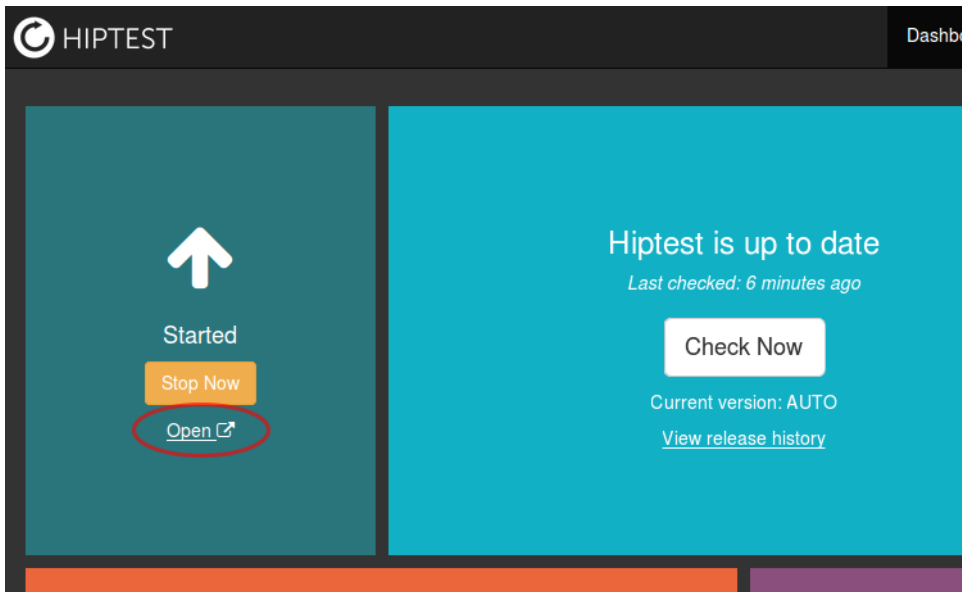 HIPTEST
Dashbo
Started
Stop Now
Open
Hiptest is up to date
Last checked: 6 minutes ago
Check Now
Current version: AUTO
View release history